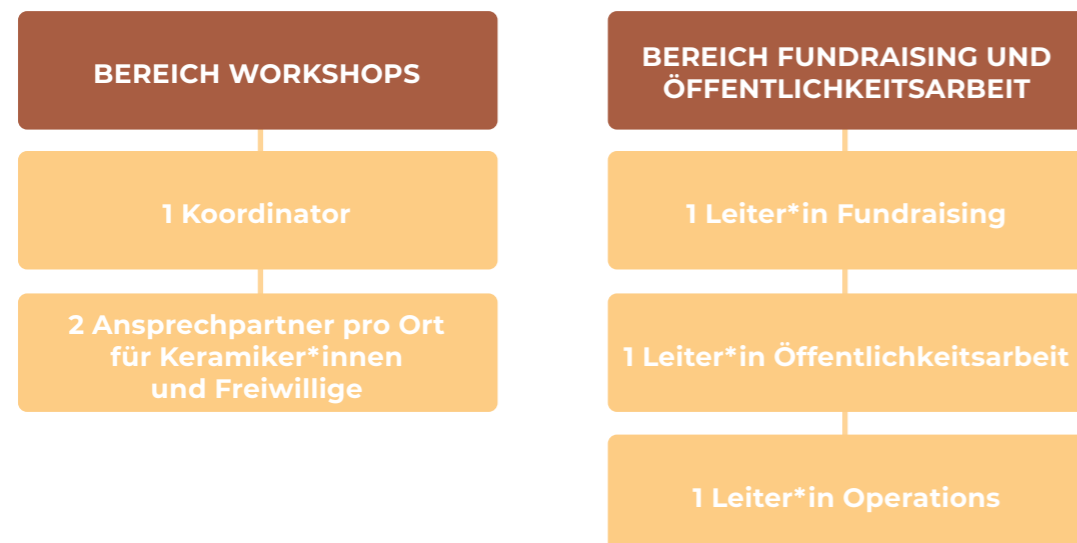 BEREICH WORKSHOPS
1 Koordinator
2 Ansprechpartner pro Ort
für Keramiker*innen
und Freiwillige
BEREICH FUNDRAISING UND
ÖFFENTLICHKEITSARBEIT
1 Leiter*in Fundraising
1 Leiter*in Öffentlichkeitsarbeit
1 Leiter*in Operations